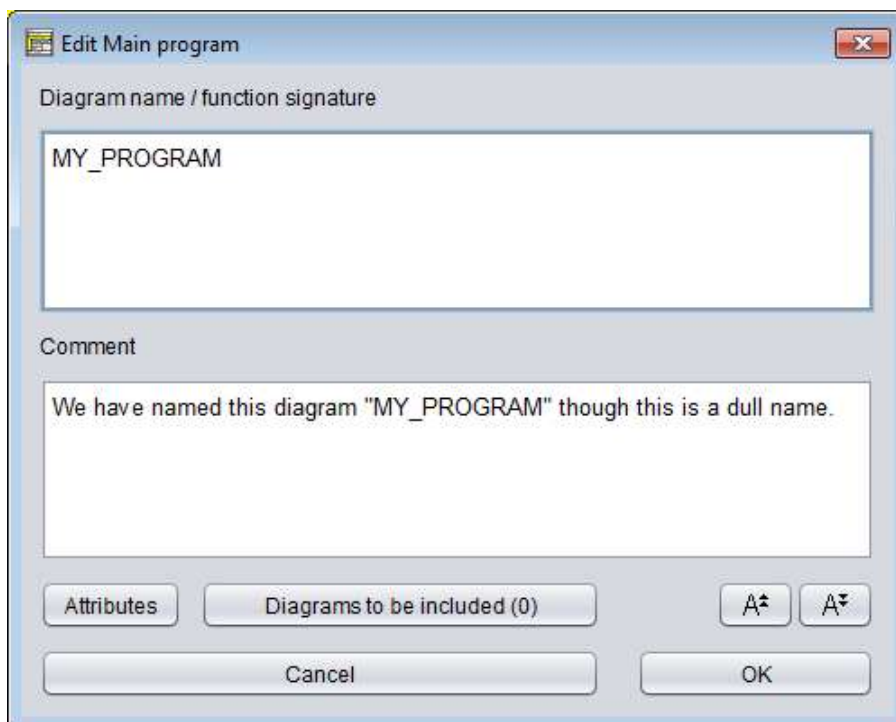 Edit Main program
Diagram name / function signature
MY_PROGRAM
Comment
We have named this diagram "MY_PROGRAM" though this is a dull name.
Attributes
Diagrams to be included (0)
A
A
Cancel
OK